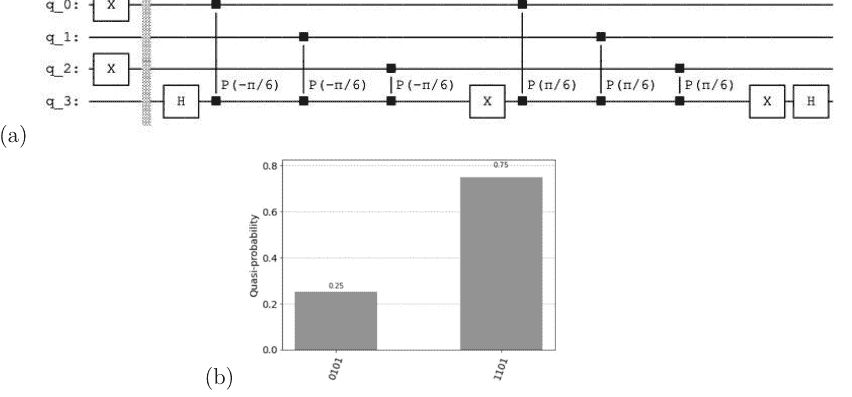 q_0: X
q_1:
q_2: X P(-π/6) P(-π/6) P(-π/6) P(π/6) P(π/6) P(π/6)
q_3: H X X H
(a)
0.8 0.75
0.6
0.4
0.25
0.2
0.0
Quasi-probability
0101 1101
(b)